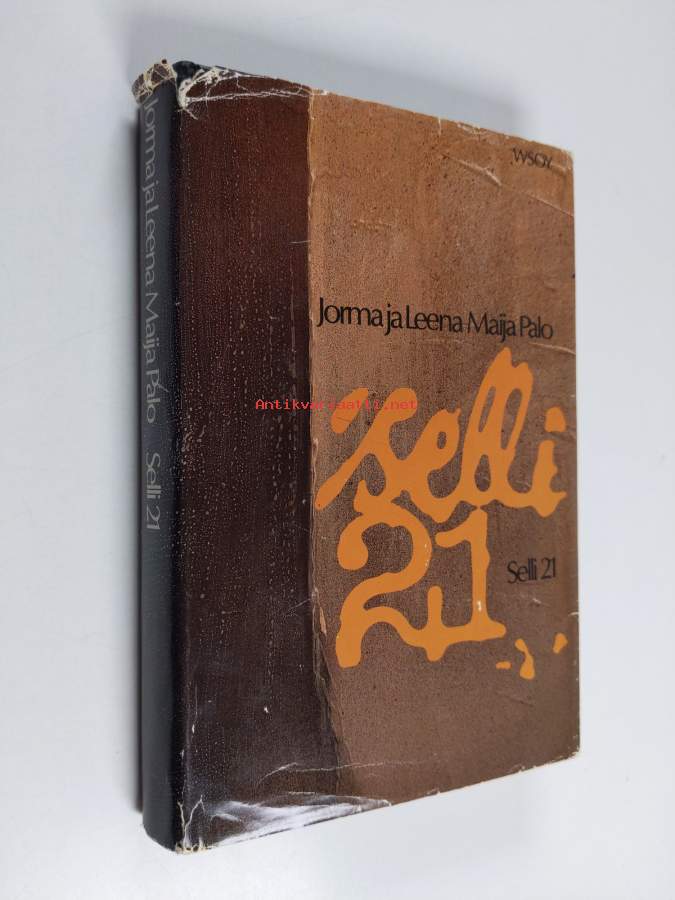 Jorma ja Leena Maija Palo Selli 21
WSOY
Jorma ja Leena Maija Palo
Antikvariaatti.net
selli
21
Selli 21